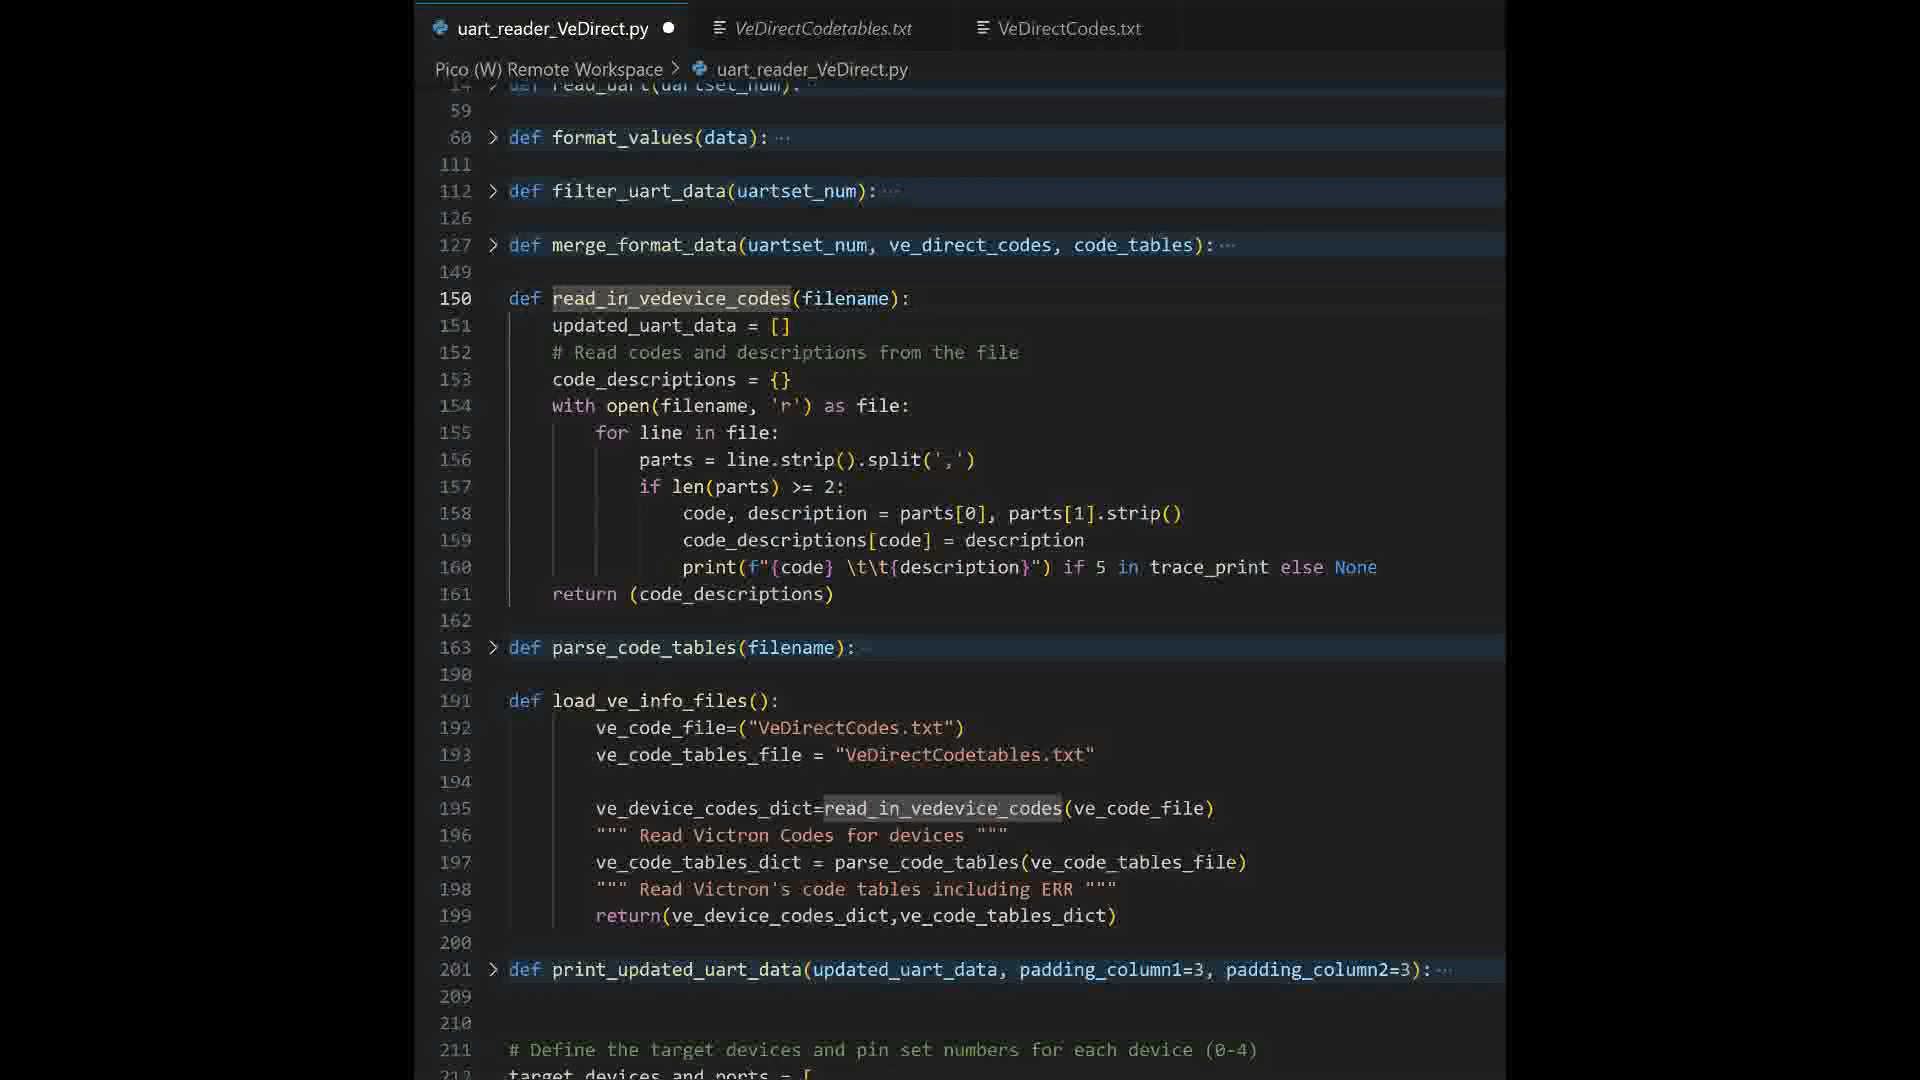 uart_reader_VeDirect.py ● VeDirectCodetables.txt VeDirectCodes.txt
Pico (W) Remote Workspace > uart_reader_VeDirect.py
14 > def read_uart(uartset_num): ···
59
60 > def format_values(data): ···
111
112 > def filter_uart_data(uartset_num): ···
126
127 > def merge_format_data(uartset_num, ve_direct_codes, code_tables): ···
149
150 def read_in_vedevice_codes(filename):
151 updated_uart_data = []
152 # Read codes and descriptions from the file
153 code_descriptions = {}
154 with open(filename, 'r') as file:
155 for line in file:
156 parts = line.strip().split(',')
157 if len(parts) >= 2:
158 code, description = parts[0], parts[1].strip()
159 code_descriptions[code] = description
160 print(f"{code} \t\t{description}") if 5 in trace_print else None
161 return (code_descriptions)
162
163 > def parse_code_tables(filename): ···
190
191 def load_ve_info_files():
192 ve_code_file=("VeDirectCodes.txt")
193 ve_code_tables_file = "VeDirectCodetables.txt"
194
195 ve_device_codes_dict=read_in_vedevice_codes(ve_code_file)
196 """ Read Victron Codes for devices """
197 ve_code_tables_dict = parse_code_tables(ve_code_tables_file)
198 """ Read Victron's code tables including ERR """
199 return(ve_device_codes_dict,ve_code_tables_dict)
200
201 > def print_updated_uart_data(updated_uart_data, padding_column1=3, padding_column2=3): ···
209
210
211 # Define the target devices and pin set numbers for each device (0-4)
212 target_devices_and_ports = [